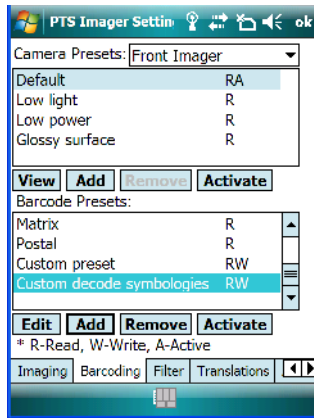 PTS Imager Settin ok
Camera Presets: Front Imager
Default RA
Low light R
Low power R
Glossy surface R
View Add Remove Activate
Barcode Presets:
Matrix R
Postal R
Custom preset RW
Custom decode symbologies RW
Edit Add Remove Activate
* R-Read, W-Write, A-Active
Imaging Barcoding Filter Translations